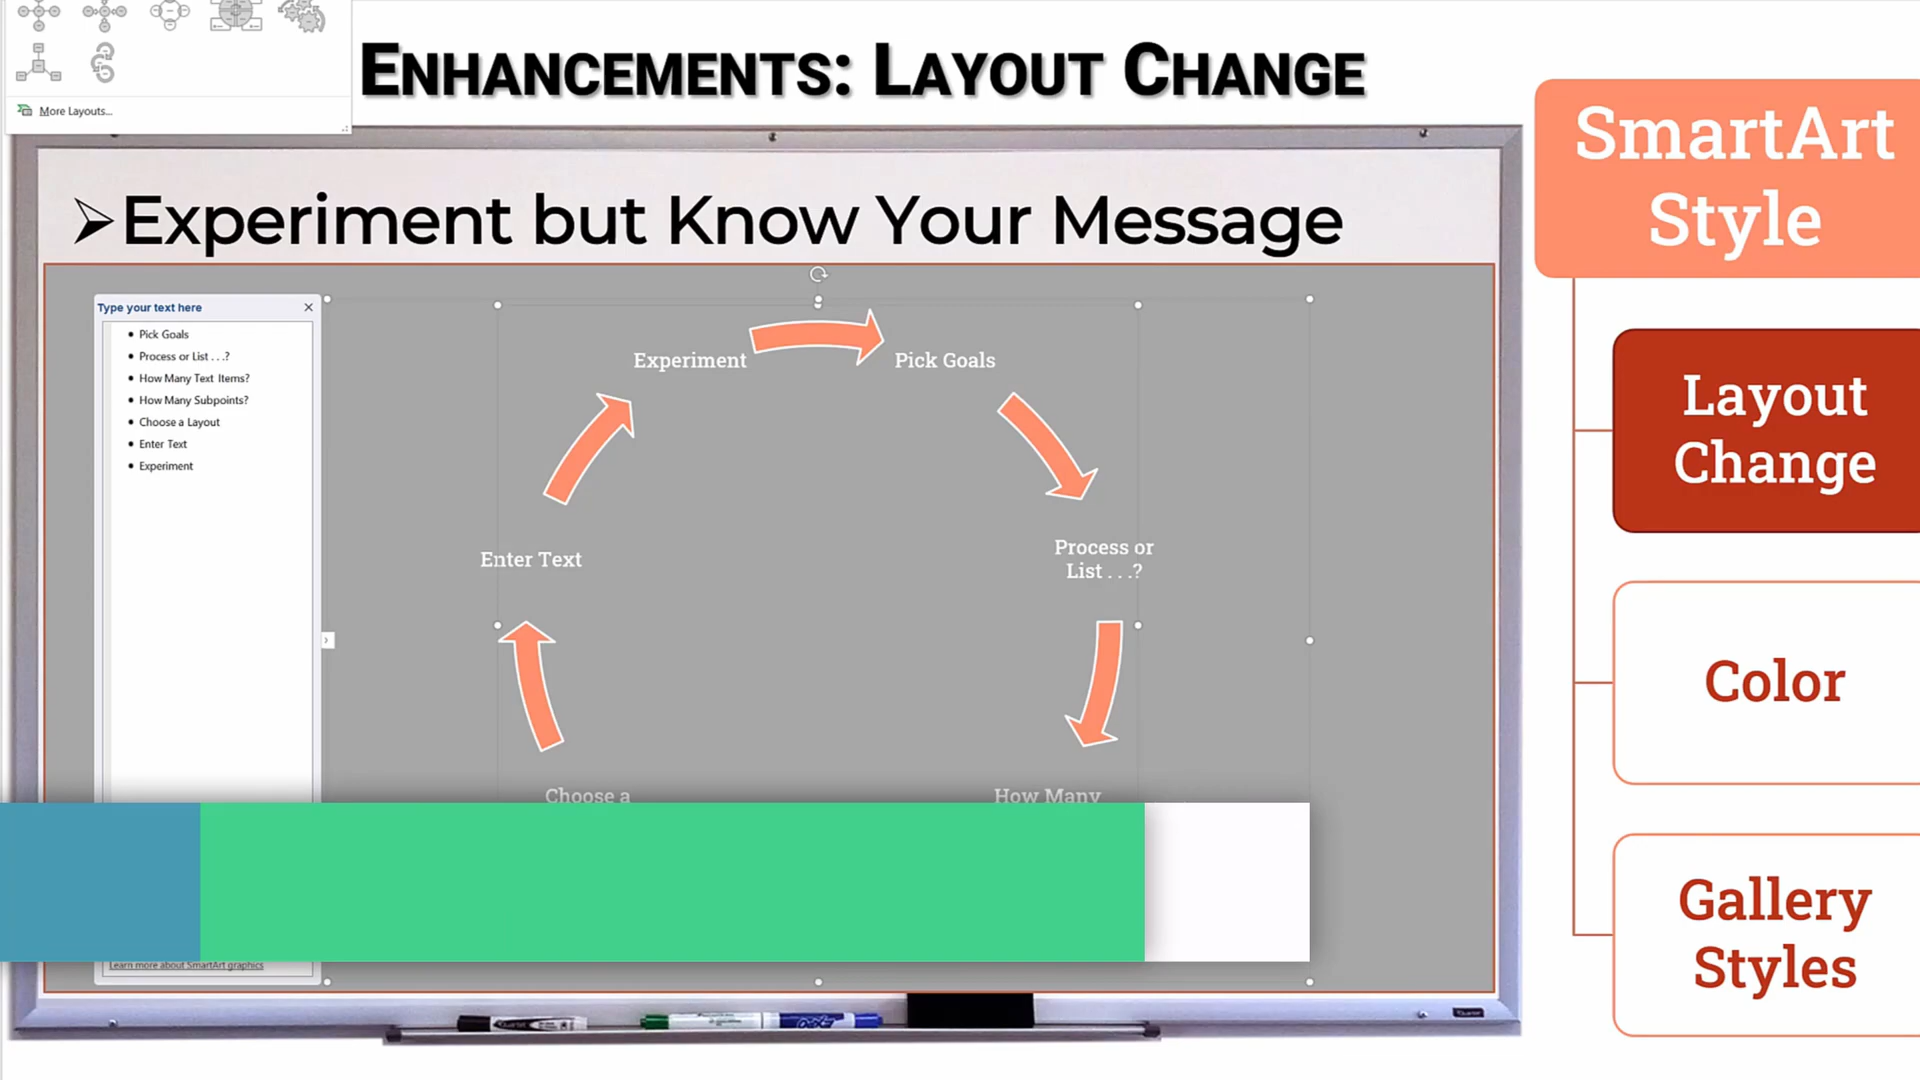 More Layouts...
ENHANCEMENTS: LAYOUT CHANGE
➢Experiment but Know Your Message
Type your text here
• Pick Goals
• Process or List . . .?
• How Many Text Items?
• How Many Subpoints?
• Choose a Layout
• Enter Text
• Experiment
Learn more about SmartArt graphics
Experiment
Pick Goals
Process or
List . . .?
How Many
Choose a
Enter Text
SmartArt
Style
Layout
Change
Color
Gallery
Styles